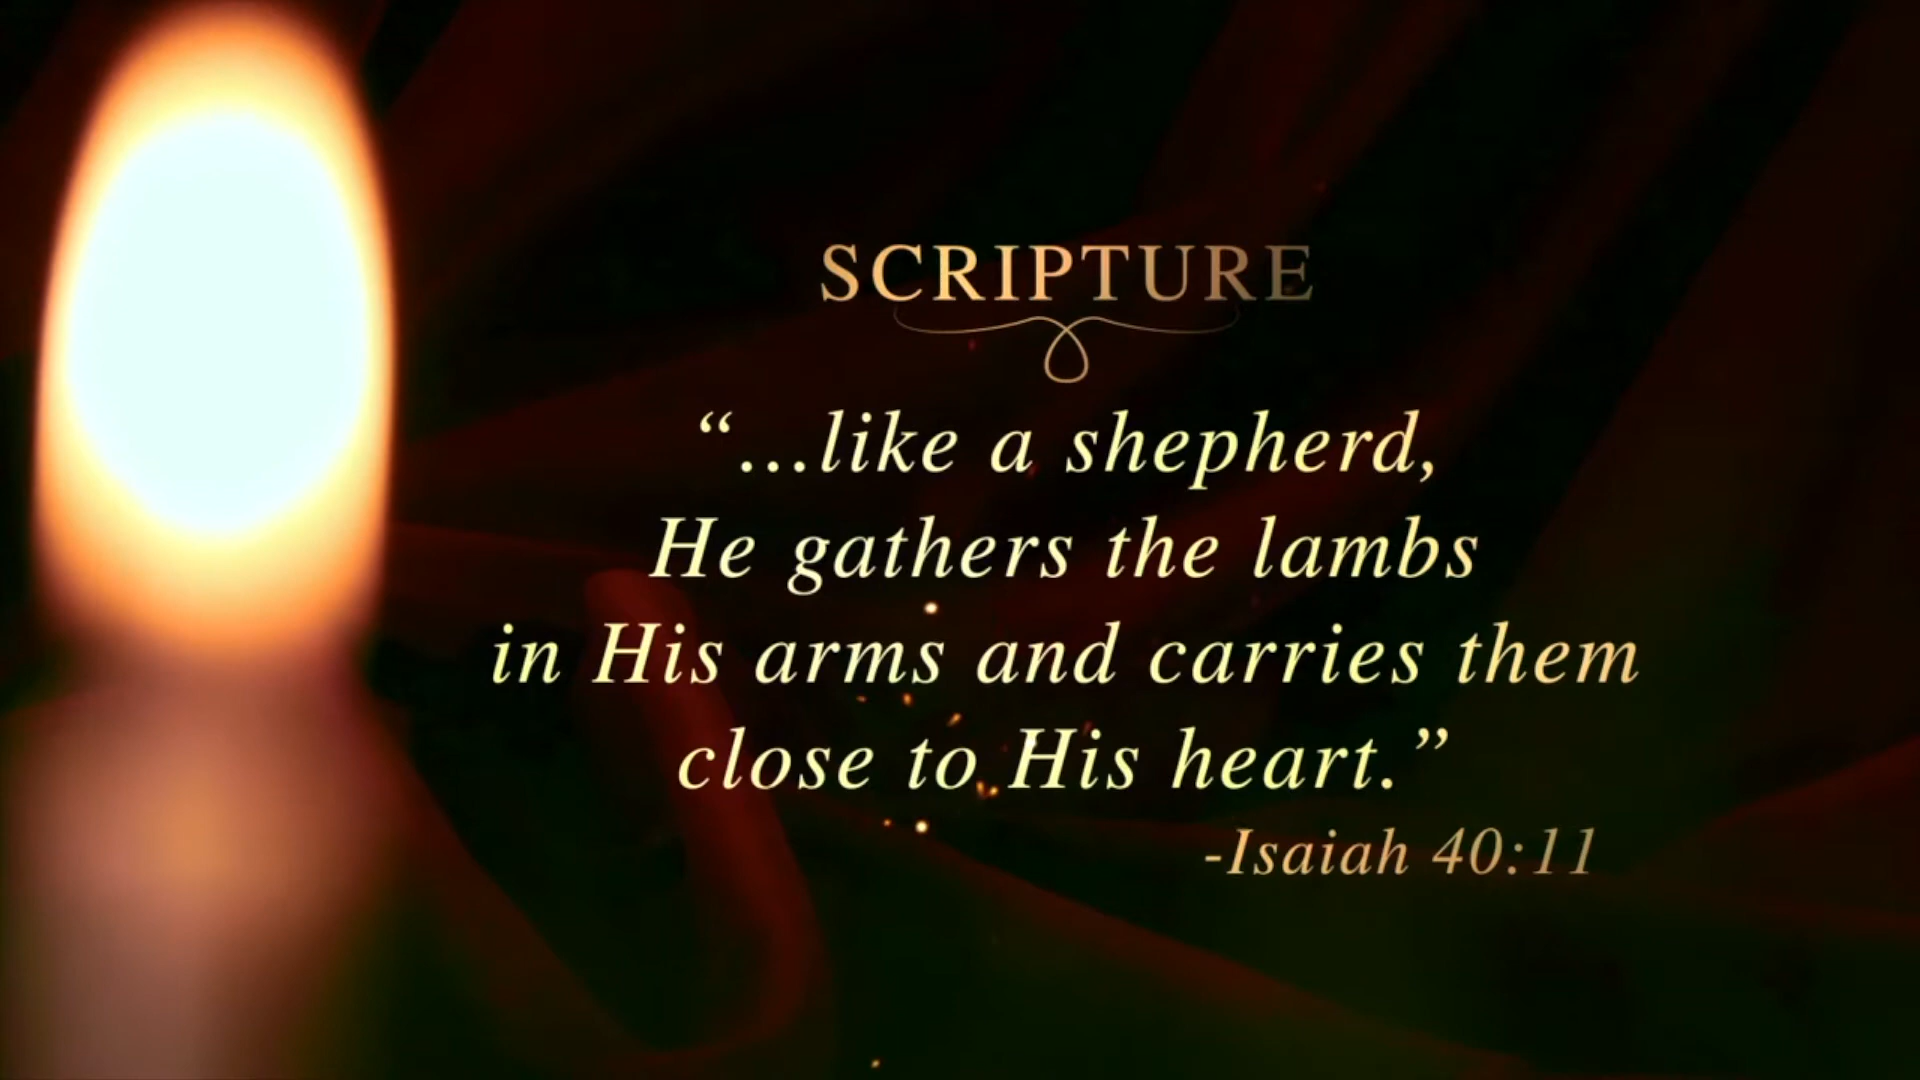 SCRIPTURE
“...like a shepherd,
He gathers the lambs
in His arms and carries them
close to His heart.”
-Isaiah 40:11